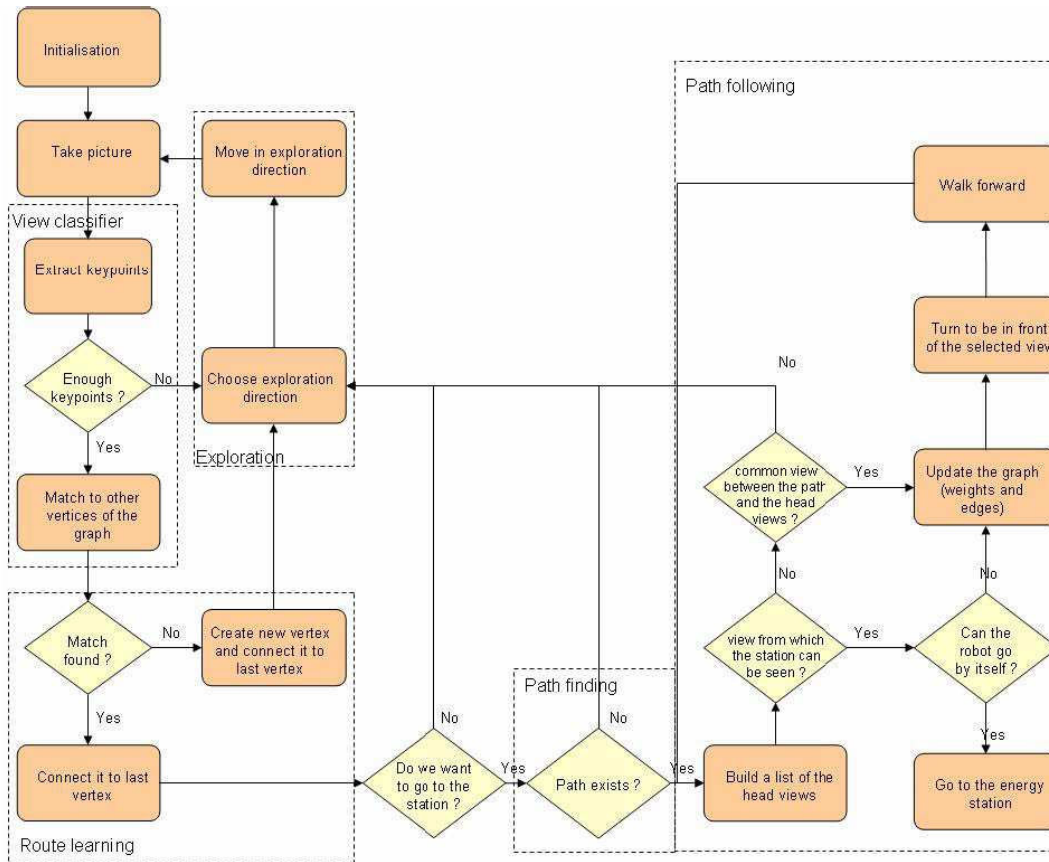 Initialisation
Path following
Take picture
Move in exploration
direction
Walk forward
View classifier
Extract keypoints
Turn to be in front
of the selected view
Enough
keypoints ?
No
Choose exploration
direction
No
Yes
Exploration
common view
between the path
and the head
views ?
Yes
Update the graph
(weights and
edges)
Match to other
vertices of the
graph
No
No
Match
found ?
No
Create new vertex
and connect it to
last vertex
view from which
the station can
be seen ?
Yes
Can the
robot go
by itself ?
Path finding
Yes
No
No
Yes
Connect it to last
vertex
Do we want
to go to the
station ?
Yes
Path exists ?
Yes
Build a list of the
head views
Go to the energy
station
Route learning